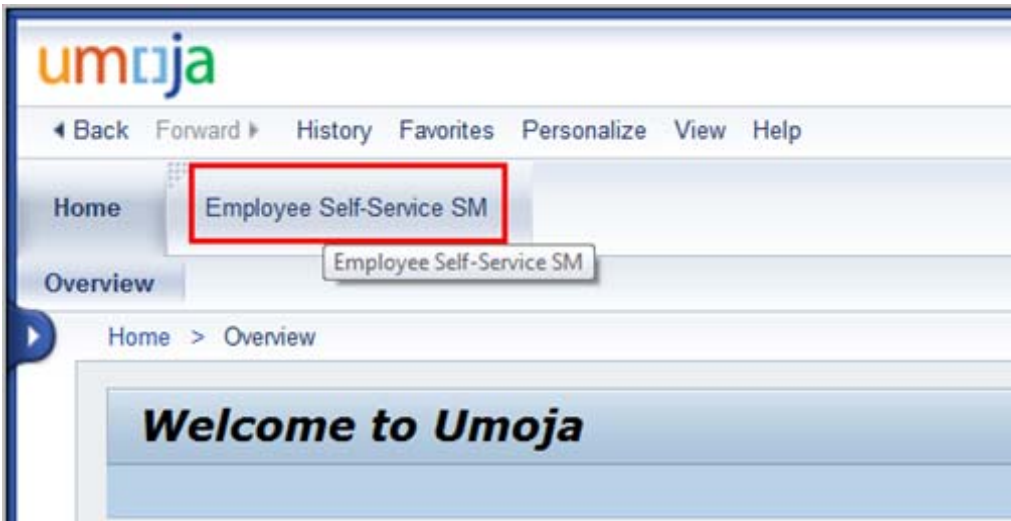 umoja
Back Forward History Favorites Personalize View Help
Home Employee Self-Service SM
Employee Self-Service SM
Overview
Home > Overview
Welcome to Umoja